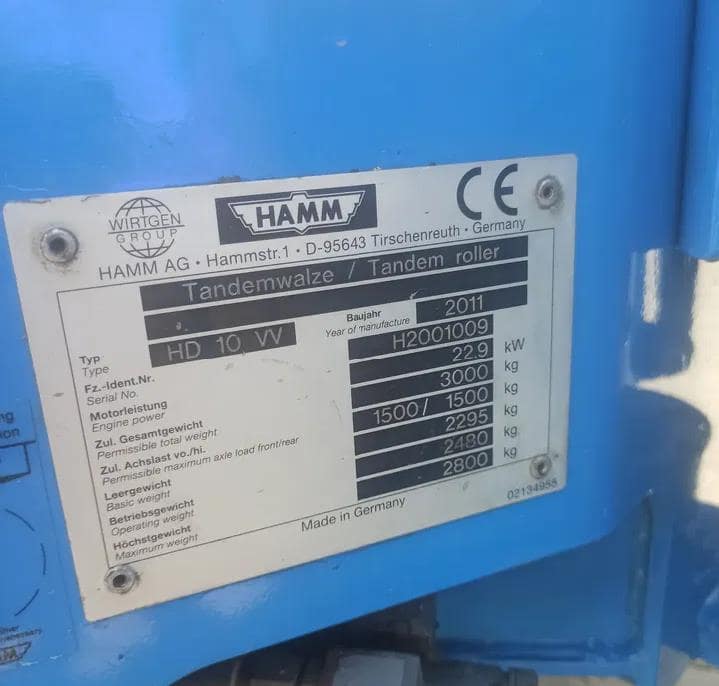 WIRTGEN
GROUP
HAMM
CE
HAMM AG · Hammstr.1 · D-95643 Tirschenreuth · Germany
Tandemwalze / Tandem roller
Typ
Type
HD 10 VV
Baujahr
Year of manufacture
2011
Fz.-Ident.Nr.
Serial No.
H2001009
Motorleistung
Engine power
22.9 kW
Zul. Gesamtgewicht
Permissible total weight
3000 kg
Zul. Achslast vo./hi.
Permissible maximum axle load front/rear
1500/ 1500 kg
Leergewicht
Basic weight
2295 kg
Betriebsgewicht
Operating weight
2480 kg
Höchstgewicht
Maximum weight
2800 kg
Made in Germany
02134955